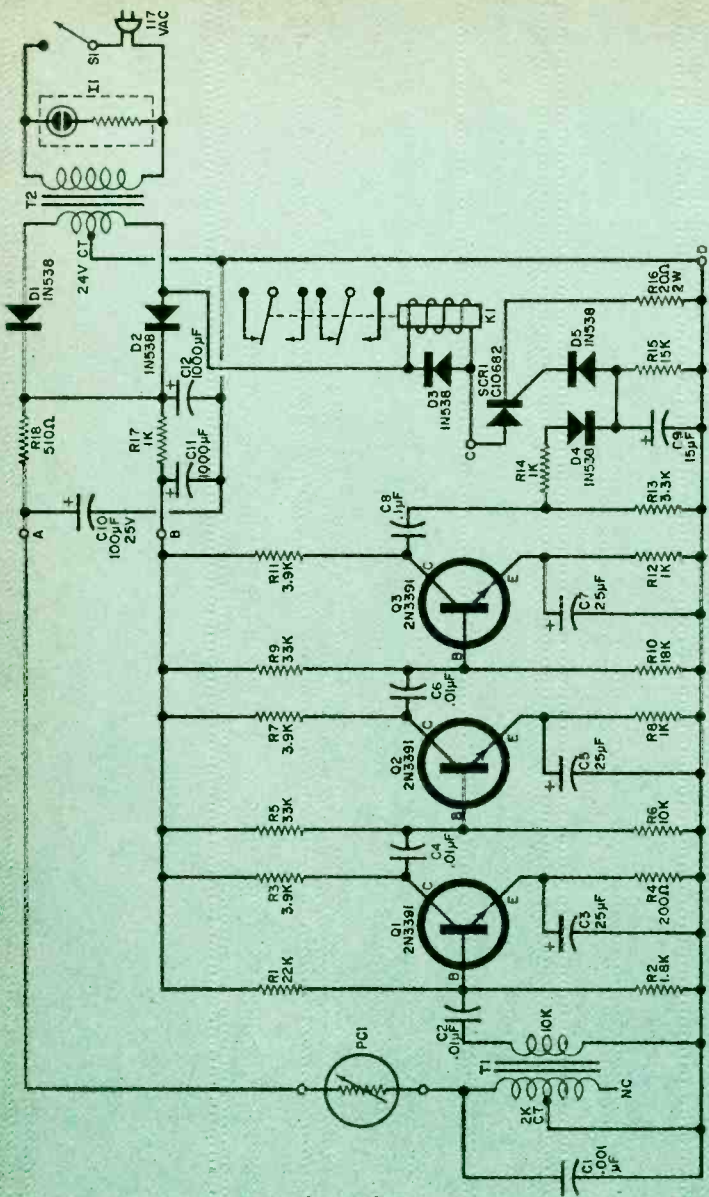 PC1
2K
CT
T1
10K
NC
C1
.001
µF
C2
.01µF
R1
22K
R2
1.8K
B
Q1
2N3391
C
E
R3
3.9K
C3
25µF
R4
200Ω
C4
.01µF
R5
33K
R6
10K
B
Q2
2N3391
C
E
R7
3.9K
C5
25µF
R8
1K
C6
.01µF
R9
33K
R10
18K
B
Q3
2N3391
C
E
R11
3.9K
C7
25µF
R12
1K
C8
.1µF
R13
3.3K
R14
1K
D4
1N538
C9
15µF
D5
1N538
R15
15K
R16
20Ω
2W
D
SCR1
C10682
C
D3
1N538
K1
A
B
C10
100µF
25V
R18
510Ω
C11
1000µF
R17
1K
C12
1000µF
D1
1N538
D2
1N538
24V CT
T2
I1
S1
117
VAC